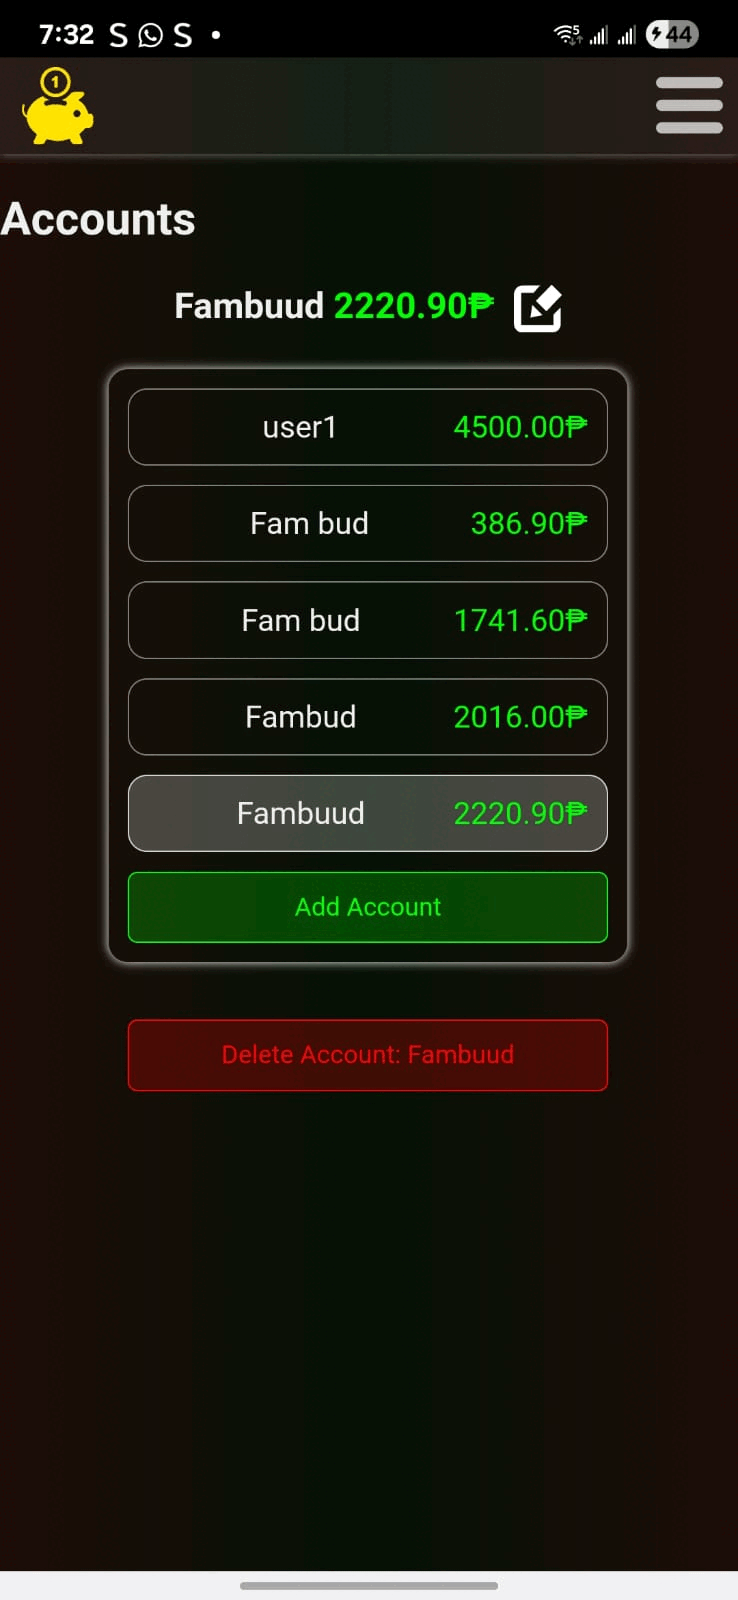 7:32 S S 5 44
1
Accounts
Fambuud 2220.90₱
user1 4500.00₱
Fam bud 386.90₱
Fam bud 1741.60₱
Fambud 2016.00₱
Fambuud 2220.90₱
Add Account
Delete Account: Fambuud